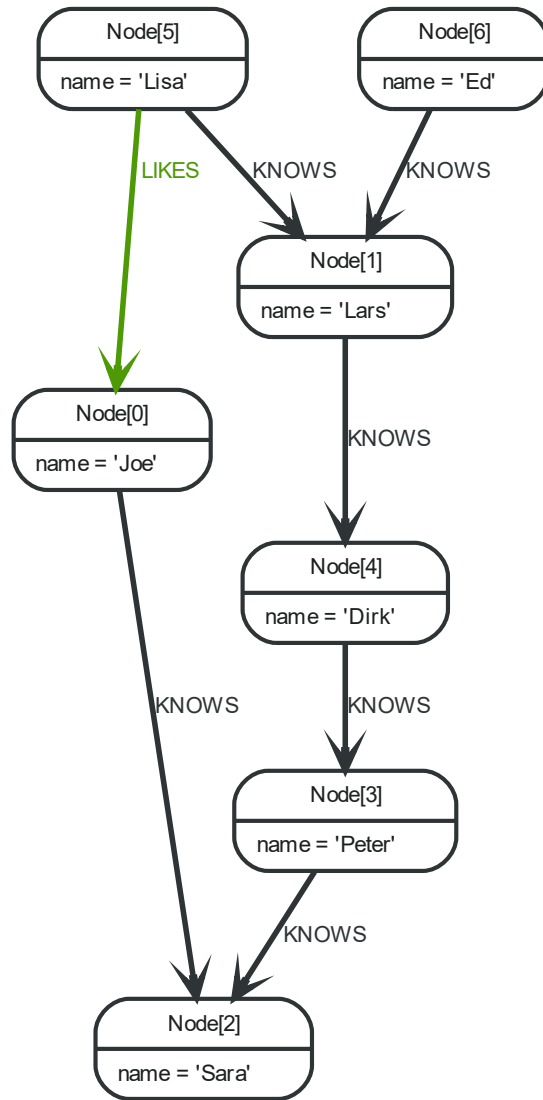 Node[5]
name = 'Lisa'
Node[6]
name = 'Ed'
LIKES
KNOWS
KNOWS
Node[1]
name = 'Lars'
Node[0]
name = 'Joe'
KNOWS
Node[4]
name = 'Dirk'
KNOWS
KNOWS
Node[3]
name = 'Peter'
KNOWS
Node[2]
name = 'Sara'